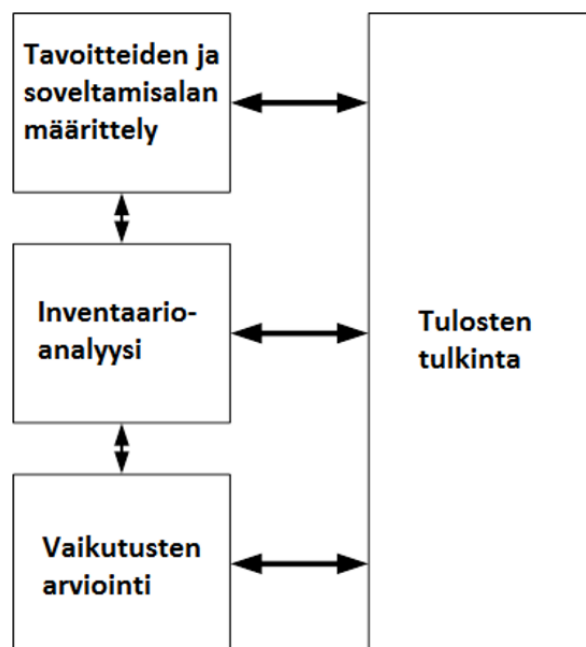 Tavoitteiden ja
soveltamisalan
määrittely
Inventaario-
analyysi
Vaikutusten
arviointi
Tulosten
tulkinta